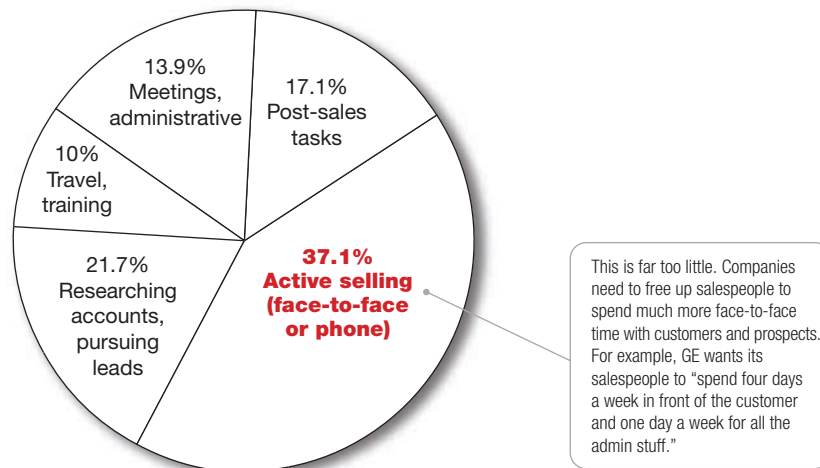 13.9%
Meetings,
administrative
17.1%
Post-sales
tasks
10%
Travel,
training
21.7%
Researching
accounts,
pursuing
leads
37.1%
Active selling
(face-to-face
or phone)
This is far too little. Companies
need to free up salespeople to
spend much more face-to-face
time with customers and prospects.
For example, GE wants its
salespeople to “spend four days
a week in front of the customer
and one day a week for all the
admin stuff.”